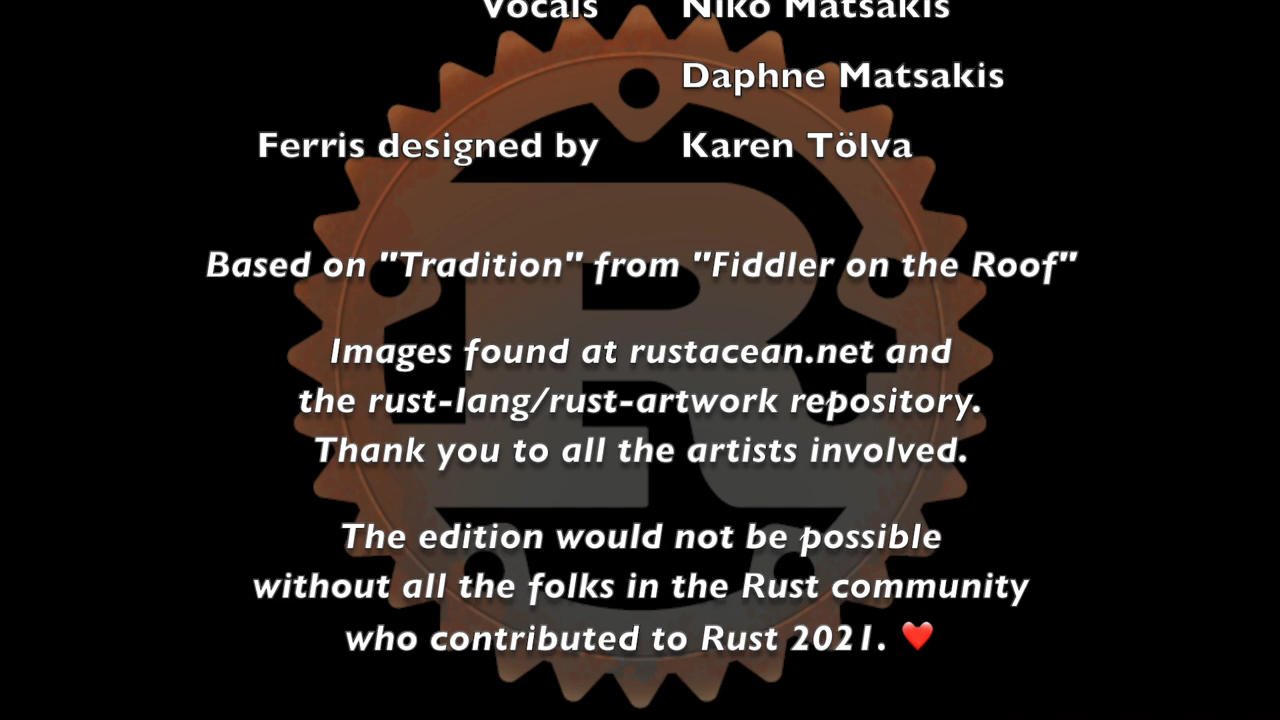 Vocals Niko Matsakis
Daphne Matsakis
Ferris designed by Karen Tölva
Based on "Tradition" from "Fiddler on the Roof"
Images found at rustacean.net and
the rust-lang/rust-artwork repository.
Thank you to all the artists involved.
The edition would not be possible
without all the folks in the Rust community
who contributed to Rust 2021. ❤️